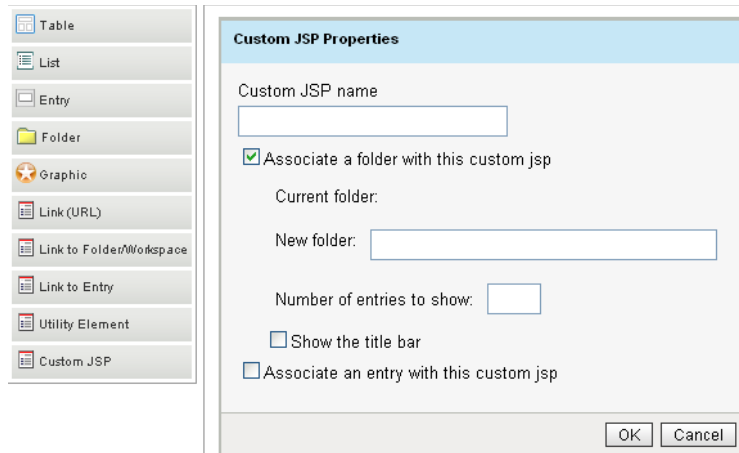 Table
List
Entry
Folder
Graphic
Link (URL)
Link to Folder/Workspace
Link to Entry
Utility Element
Custom JSP
Custom JSP Properties
Custom JSP name
Associate a folder with this custom jsp
Current folder:
New folder:
Number of entries to show:
Show the title bar
Associate an entry with this custom jsp
OK Cancel